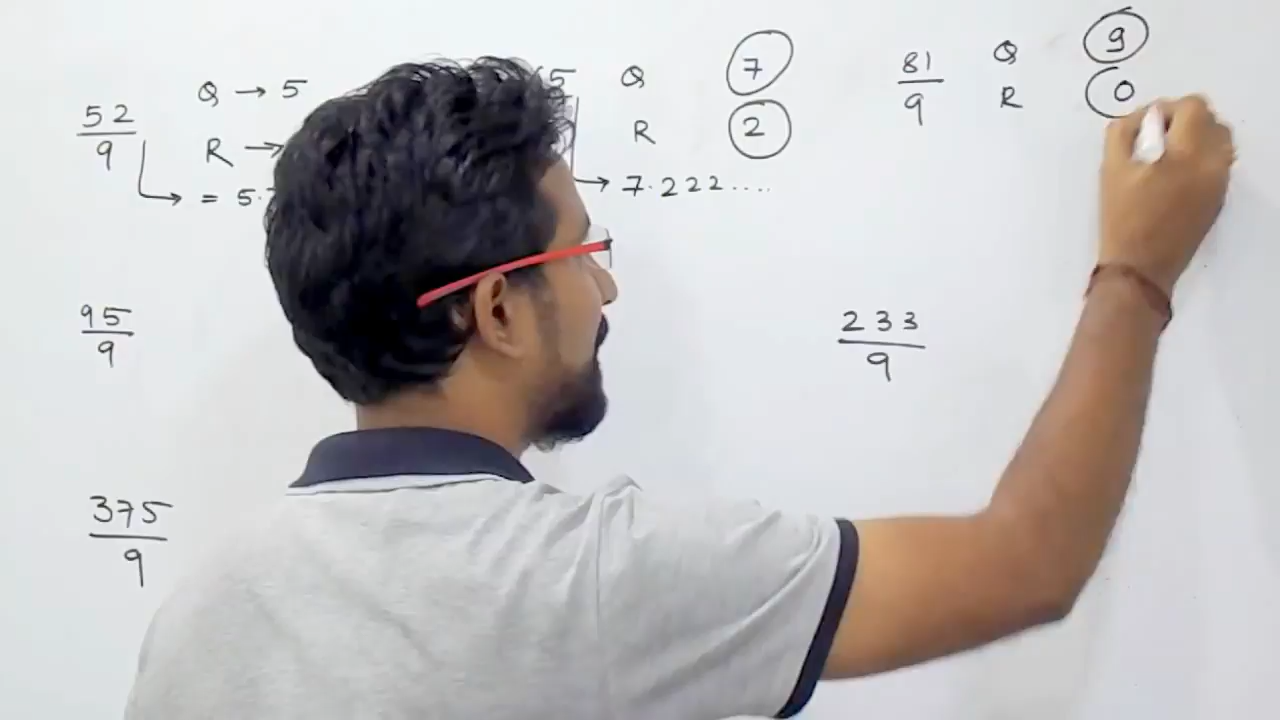 52
9
Q → 5
R →
= 5.
5
Q 7
R 2
→ 7.222....
81
9
Q 9
R 0
95
9
233
9
375
9